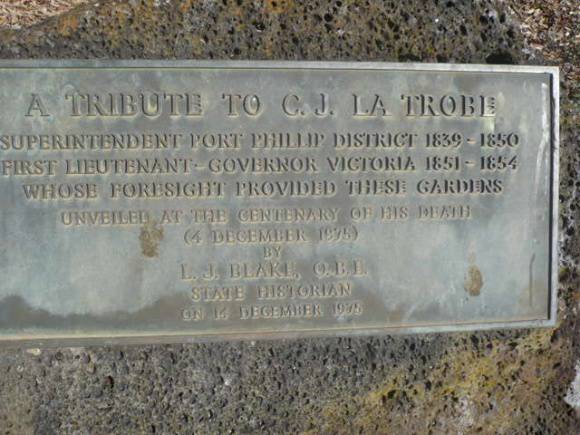 A TRIBUTE TO C. J. LA TROBE
SUPERINTENDENT PORT PHILLIP DISTRICT 1839 - 1850
FIRST LIEUTENANT - GOVERNOR VICTORIA 1851 - 1854
WHOSE FORESIGHT PROVIDED THESE GARDENS
UNVEILED AT THE CENTENARY OF HIS DEATH
(4 DECEMBER 1975)
BY
L. J. BLAKE, O.B.E.
STATE HISTORIAN
ON 14 DECEMBER 1975